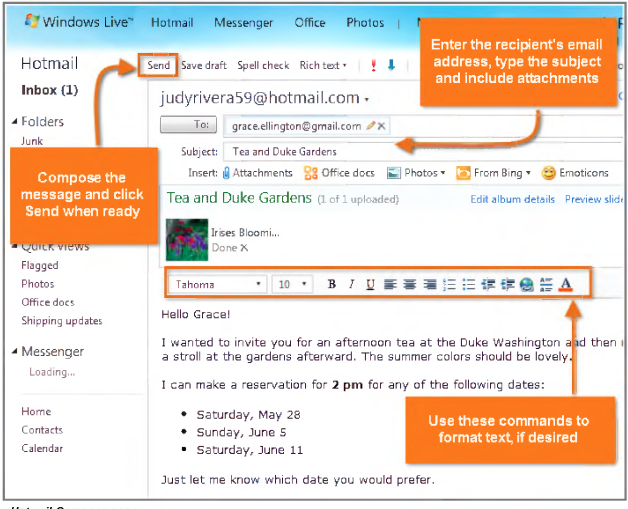 Windows Live™ Hotmail Messenger Office Photos |
Enter the recipient's email
address, type the subject
and include attachments
Hotmail
Send Save draft Spell check Rich text
Inbox (1)
judyrivera59@hotmail.com
Folders
To: grace.ellington@gmail.com
Junk
Subject: Tea and Duke Gardens
Compose the
message and click
Send when ready
Insert: Attachments Office docs Photos From Bing Emoticons
Tea and Duke Gardens (1 of 1 uploaded) Edit album details Preview slide
Irises Bloomi...
Done
Quick views
Flagged
Photos
Office docs
Shipping updates
Tahoma 10 B I U A
Hello Grace!
I wanted to invite you for an afternoon tea at the Duke Washington and then
a stroll at the gardens afterward. The summer colors should be lovely.
Messenger
Loading...
I can make a reservation for 2 pm for any of the following dates:
• Saturday, May 28
• Sunday, June 5
• Saturday, June 11
Use these commands to
format text, if desired
Home
Contacts
Calendar
Just let me know which date you would prefer.